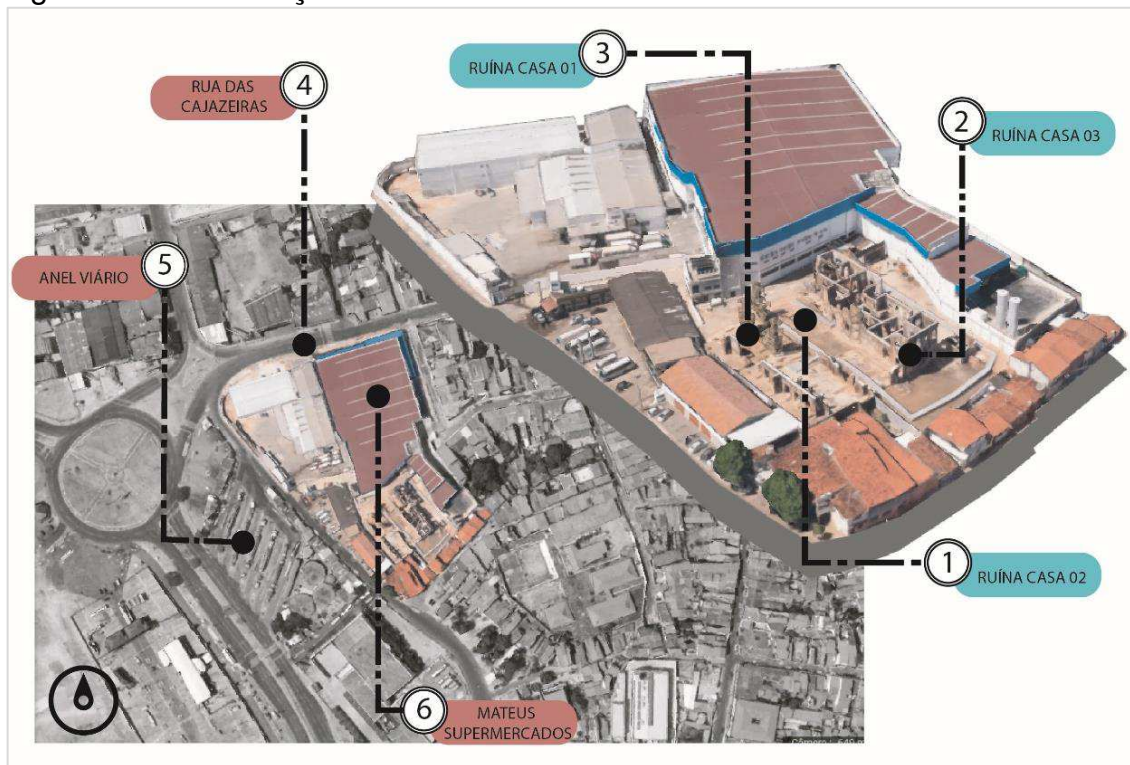 3
RUÍNA CASA 01
RUA DAS
CAJAZEIRAS
4
2
RUÍNA CASA 03
ANEL VIÁRIO
5
1
RUÍNA CASA 02
6
MATEUS
SUPERMERCADOS